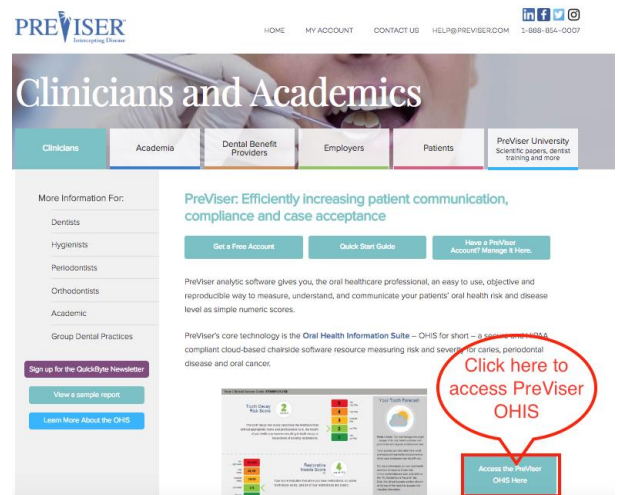 PREVISER
Intercepting Disease
HOME MY ACCOUNT CONTACT US HELP@PREVISER.COM 1-888-854-0007
Clinicians and Academics
Clinicians
Academia
Dental Benefit
Providers
Employers
Patients
PreViser University
Scientific papers, dentist
training and more
More Information For:
Dentists
Hygienists
Periodontists
Orthodontists
Academic
Group Dental Practices
Sign up for the QuickByte Newsletter
View a sample report
Learn More About the OHIS
PreViser: Efficiently increasing patient communication,
compliance and case acceptance
Get a Free Account
Quick Start Guide
Have a PreViser
Account? Manage It Here.
PreViser analytic software gives you, the oral healthcare professional, an easy to use, objective and
reproducible way to measure, understand, and communicate your patients' oral health risk and disease
level as simple numeric scores.
PreViser's core technology is the Oral Health Information Suite – OHIS for short – a
compliant cloud-based chairside software resource measuring risk and severity for caries, periodontal
disease and oral cancer.
Click here to
access PreViser
OHIS
Tooth Decay
Risk Score
2
Your Tooth Forecast
Restorative
Needs Score
4
Access the PreViser
OHIS Here